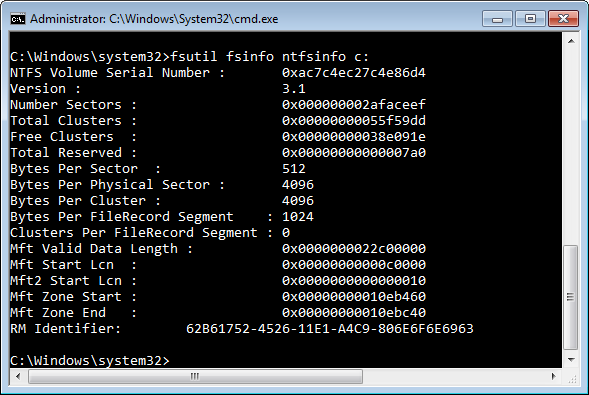 Administrator: C:\Windows\System32\cmd.exe
C:\Windows\system32>fsutil fsinfo ntfsinfo c:
NTFS Volume Serial Number :       0xac7c4ec27c4e86d4
Version :                         3.1
Number Sectors :                  0x000000002afaceef
Total Clusters :                  0x00000000055f59dd
Free Clusters  :                  0x00000000038e091e
Total Reserved :                  0x00000000000007a0
Bytes Per Sector  :               512
Bytes Per Physical Sector :       4096
Bytes Per Cluster :               4096
Bytes Per FileRecord Segment    : 1024
Clusters Per FileRecord Segment : 0
Mft Valid Data Length :           0x0000000022c00000
Mft Start Lcn  :                  0x00000000000c0000
Mft2 Start Lcn :                  0x0000000000000010
Mft Zone Start :                  0x00000000010eb460
Mft Zone End   :                  0x00000000010ebc40
RM Identifier:        62B61752-4526-11E1-A4C9-806E6F6E6963
C:\Windows\system32>